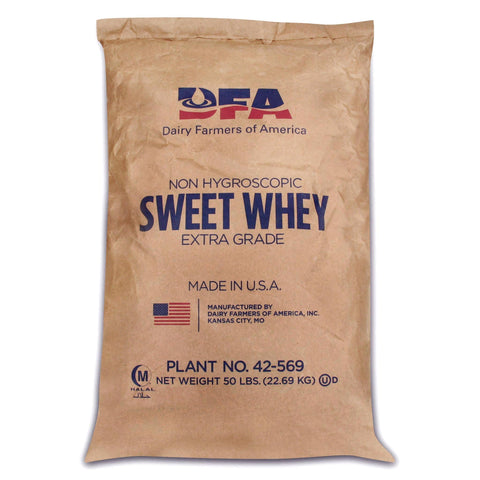 DFA
Dairy Farmers of America
NON HYGROSCOPIC
SWEET WHEY
EXTRA GRADE
MADE IN U.S.A.
MANUFACTURED BY
DAIRY FARMERS OF AMERICA, INC.
KANSAS CITY, MO
PLANT NO. 42-569
M
HALAL
حلال
NET WEIGHT 50 LBS. (22.69 KG) U D